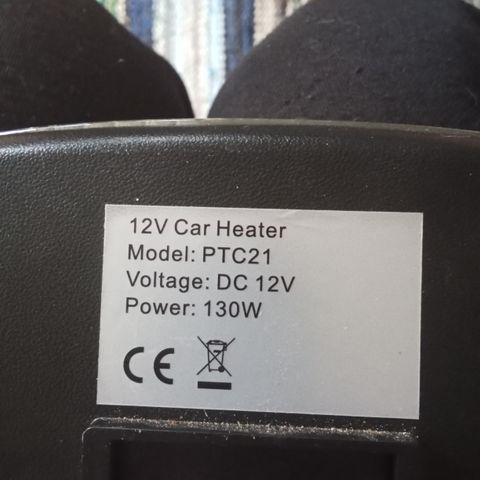 12V Car Heater
Model: PTC21
Voltage: DC 12V
Power: 130W
CE